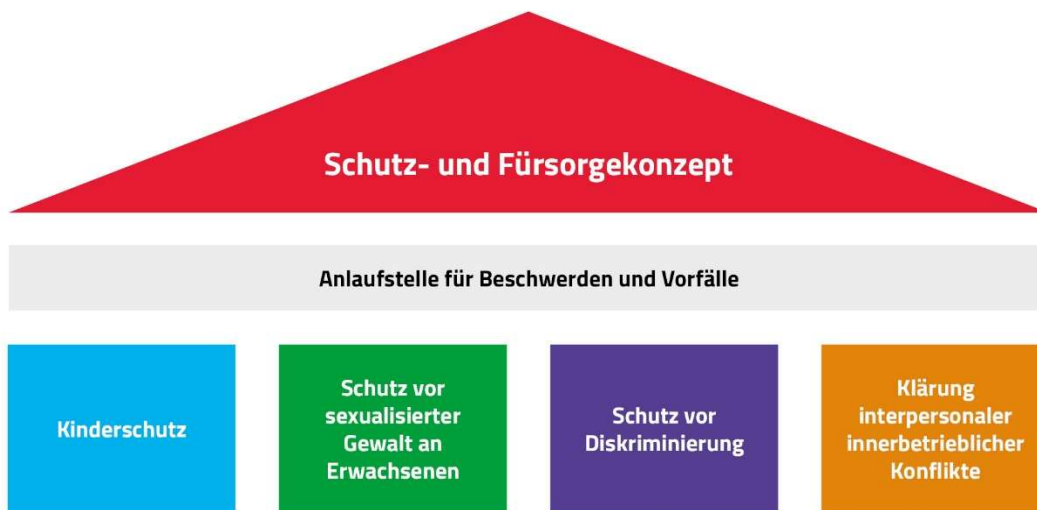 Schutz- und Fürsorgekonzept
Anlaufstelle für Beschwerden und Vorfälle
Kinderschutz
Schutz vor
sexualisierter
Gewalt an
Erwachsenen
Schutz vor
Diskriminierung
Klärung
interpersonaler
innerbetrieblicher
Konflikte